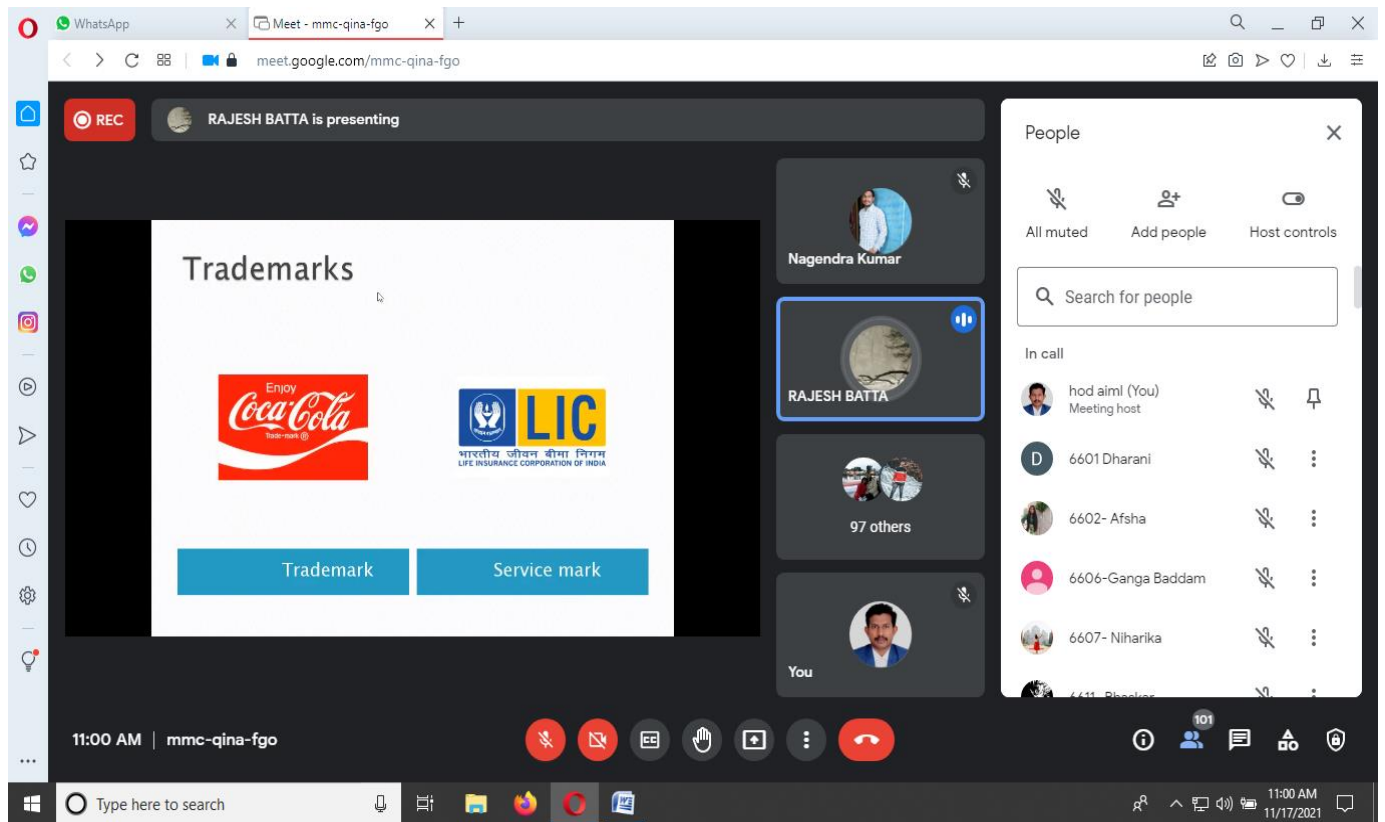 WhatsApp
Meet - mmc-qina-fgo
meet.google.com/mmc-qina-fgo
REC
RAJESH BATTA is presenting
Trademarks
Enjoy
Coca-Cola
Trade-mark ®
LIC
भारतीय जीवन बीमा निगम
LIFE INSURANCE CORPORATION OF INDIA
Trademark
Service mark
Nagendra Kumar
RAJESH BATTA
97 others
You
People
All muted
Add people
Host controls
Search for people
In call
hod aiml (You)
Meeting host
D
6601 Dharani
6602- Afsha
6606-Ganga Baddam
6607- Niharika
11:00 AM | mmc-qina-fgo
CC
101
Type here to search
11:00 AM
11/17/2021